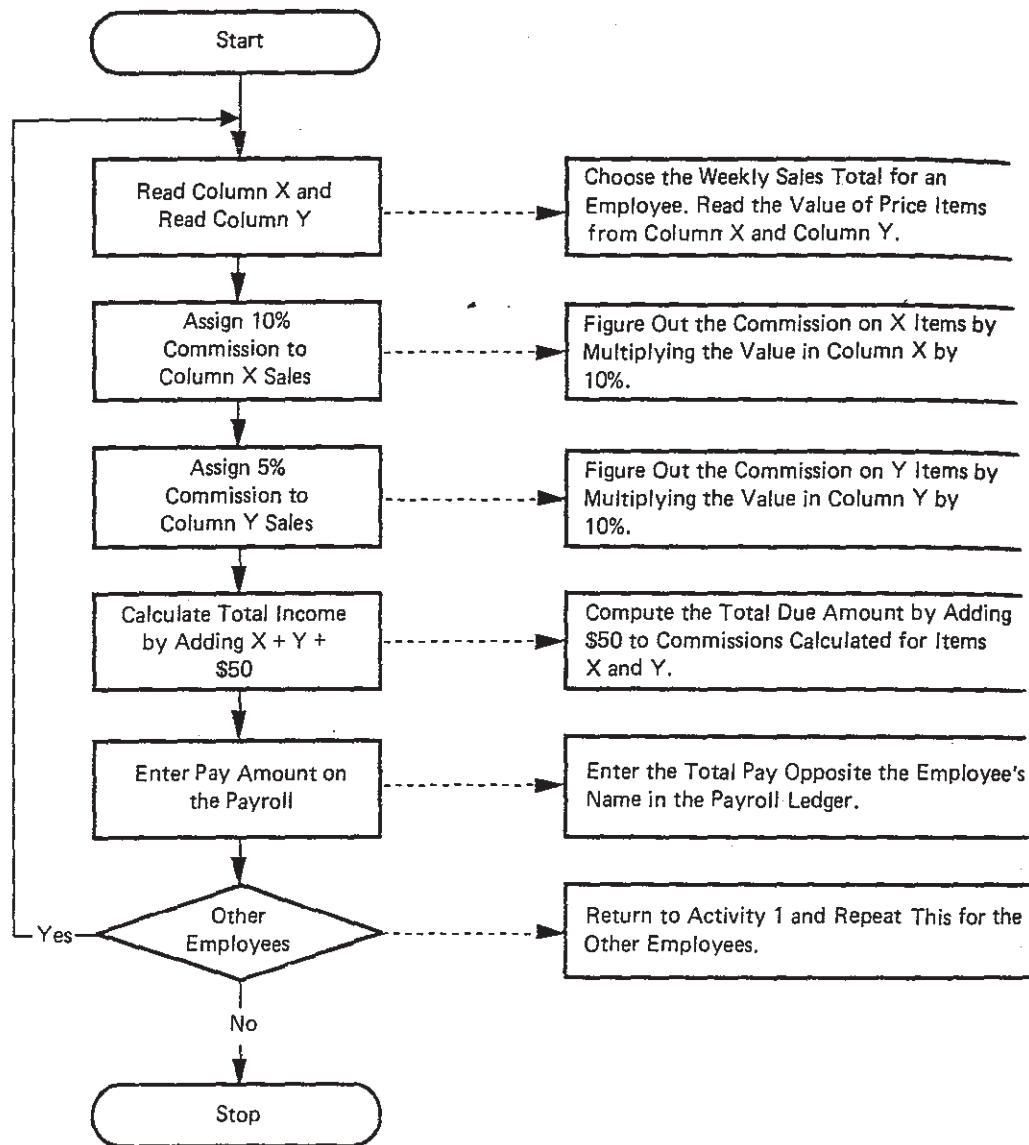 Start
Read Column X and
Read Column Y
Choose the Weekly Sales Total for an
Employee. Read the Value of Price Items
from Column X and Column Y.
Assign 10%
Commission to
Column X Sales
Figure Out the Commission on X Items by
Multiplying the Value in Column X by
10%.
Assign 5%
Commission to
Column Y Sales
Figure Out the Commission on Y Items by
Multiplying the Value in Column Y by
10%.
Calculate Total Income
by Adding X + Y +
$50
Compute the Total Due Amount by Adding
$50 to Commissions Calculated for Items
X and Y.
Enter Pay Amount on
the Payroll
Enter the Total Pay Opposite the Employee's
Name in the Payroll Ledger.
Yes
Other
Employees
Return to Activity 1 and Repeat This for the
Other Employees.
No
Stop